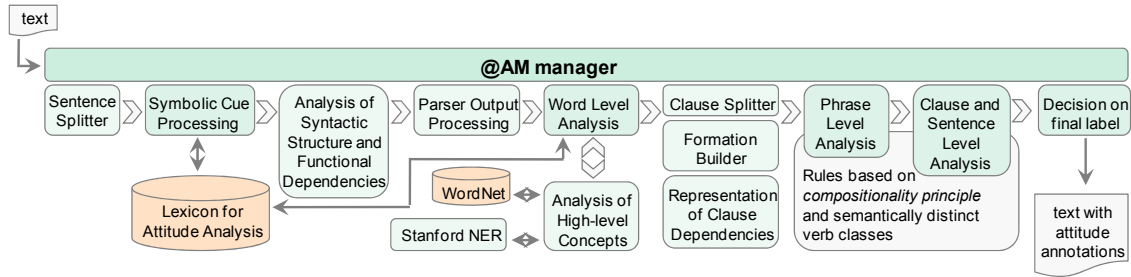 text
@AM manager
Sentence
Splitter
Symbolic Cue
Processing
Analysis of
Syntactic
Structure and
Functional
Dependencies
Parser Output
Processing
Word Level
Analysis
Clause Splitter
Formation
Builder
Representation
of Clause
Dependencies
Phrase
Level
Analysis
Clause and
Sentence
Level
Analysis
Decision on
final label
Rules based on
compositionality principle
and semantically distinct
verb classes
Lexicon for
Attitude Analysis
WordNet
Stanford NER
Analysis of
High-level
Concepts
text with
attitude
annotations